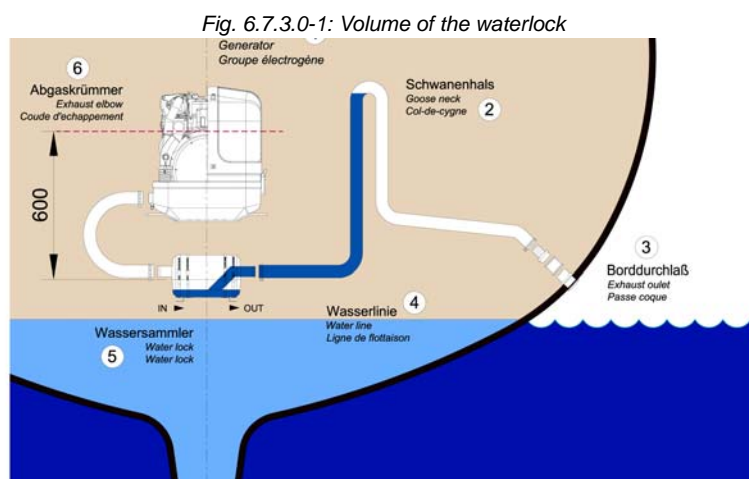 Fig. 6.7.3.0-1: Volume of the waterlock
Generator
Groupe électrogène
6
Abgaskrümmer
Exhaust elbow
Coude d'echappement
Schwanenhals
Goose neck
Col-de-cygne
2
600
3
Borddurchlaß
Exhaust oulet
Passe coque
IN
OUT
4
Wasserlinie
Water line
Ligne de flottaison
Wassersammler
Water lock
Water lock
5